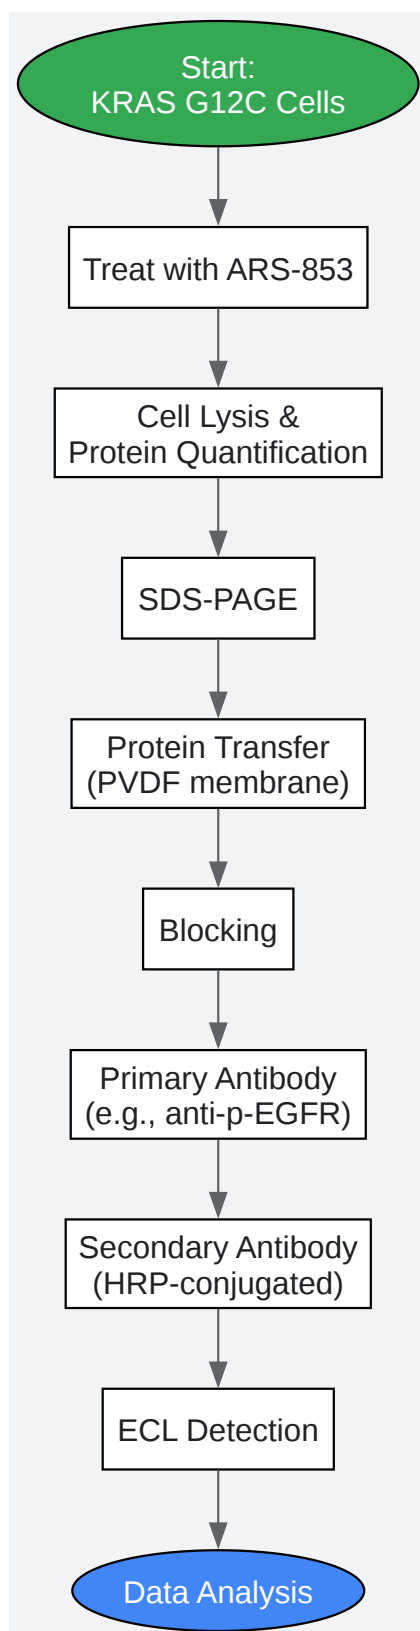 Start:
KRAS G12C Cells
Treat with ARS-853
Cell Lysis &
Protein Quantification
SDS-PAGE
Protein Transfer
(PVDF membrane)
Blocking
Primary Antibody
(e.g., anti-p-EGFR)
Secondary Antibody
(HRP-conjugated)
ECL Detection
Data Analysis